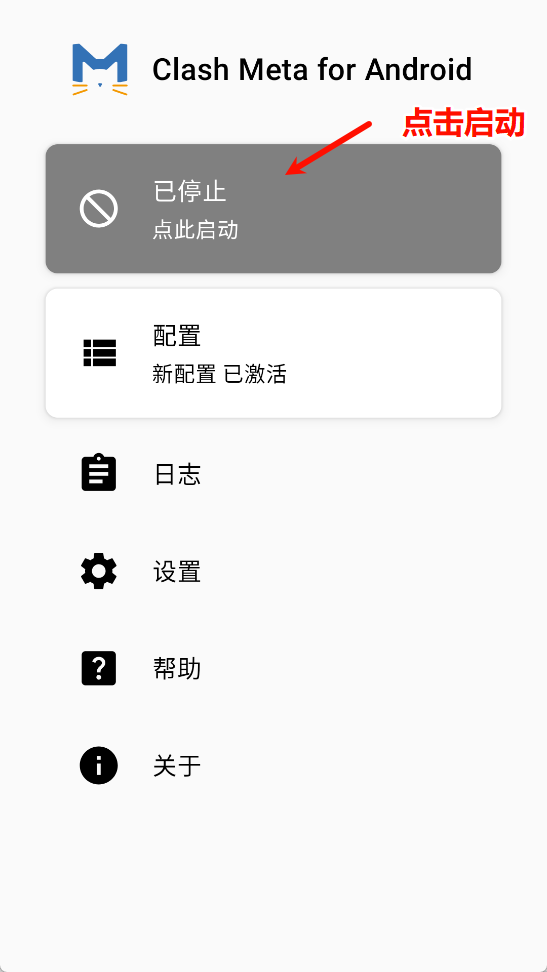 Clash Meta for Android
点击启动
已停止
点此启动
配置
新配置 已激活
日志
设置
帮助
关于